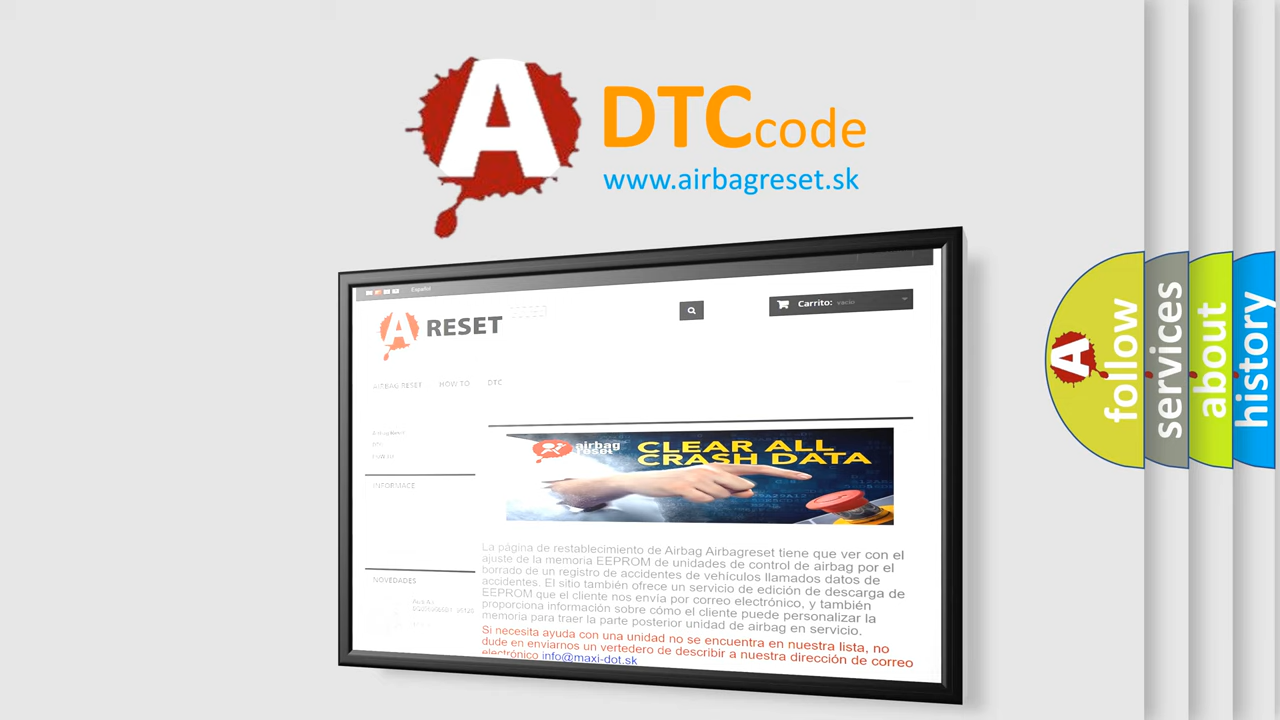 A
DTCcode
www.airbagreset.sk
Español
A RESET
Carrito: vacío
AIRBAG RESET HOW TO DTC
INFORMACE
NOVEDADES
airbag
reset
CLEAR ALL
CRASH DATA
La página de restablecimiento de Airbag Airbagreset tiene que ver con el
ajuste de la memoria EEPROM de unidades de control de airbag por el
borrado de un registro de accidentes de vehículos llamados datos de
accidentes. El sitio también ofrece un servicio de edición de descarga de
EEPROM que el cliente nos envía por correo electrónico, y también
proporciona información sobre cómo el cliente puede personalizar la
memoria para traer la parte posterior unidad de airbag en servicio.
Si necesita ayuda con una unidad no se encuentra en nuestra lista, no
dude en enviarnos un vertedero de describir a nuestra dirección de correo
electrónico info@maxi-dot.sk
A
follow
services
about
history